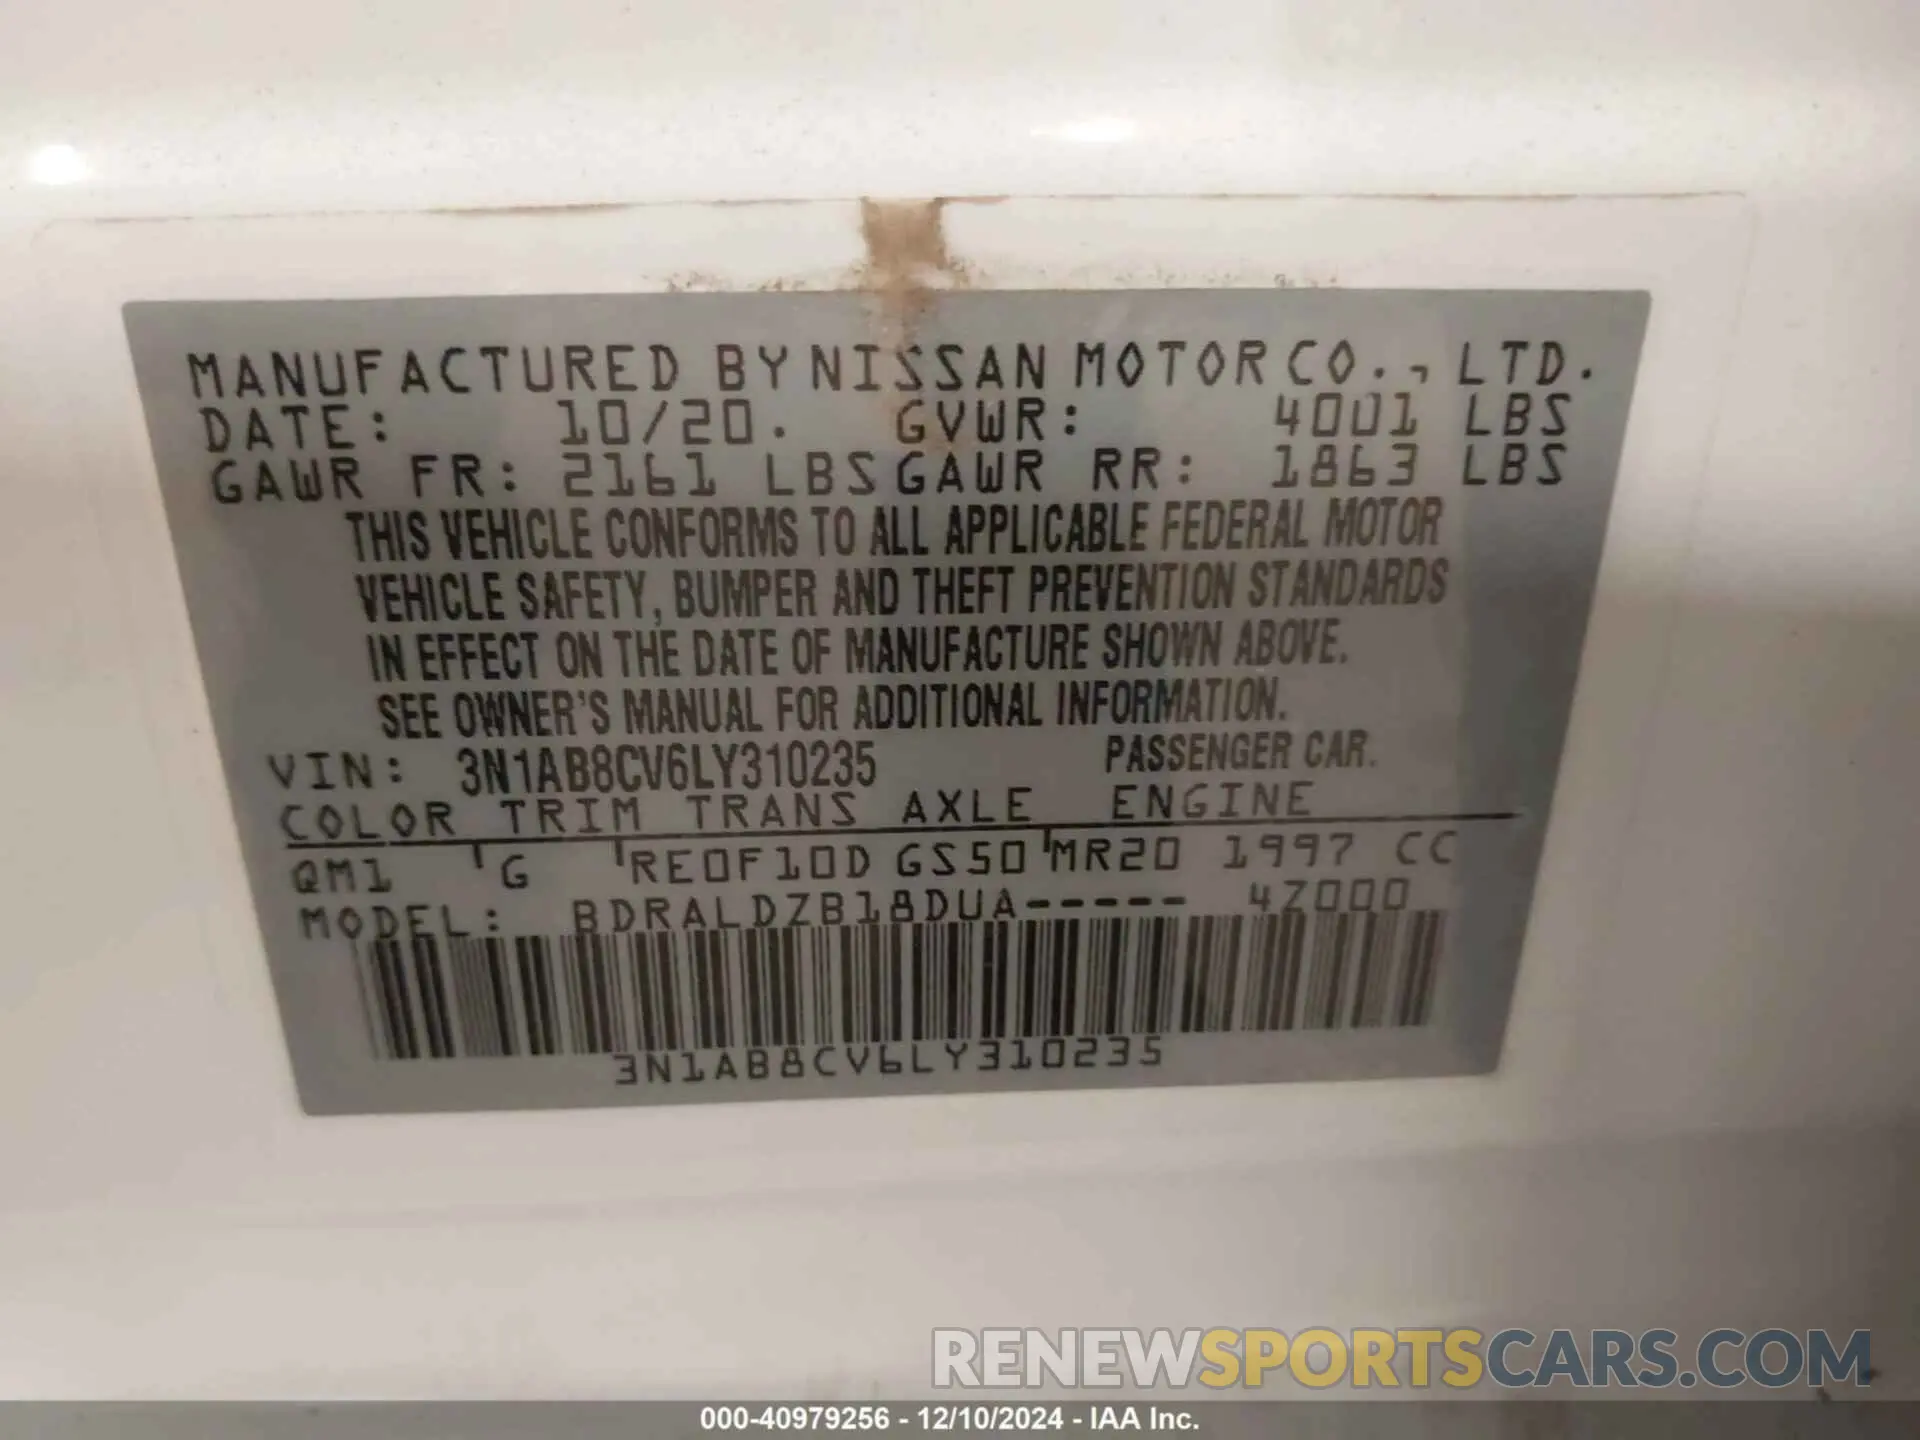 MANUFACTURED BY NISSAN MOTOR CO., LTD.
DATE: 10/20. GVWR: 4001 LBS
GAWR FR: 2161 LBS GAWR RR: 1863 LBS
THIS VEHICLE CONFORMS TO ALL APPLICABLE FEDERAL MOTOR
VEHICLE SAFETY, BUMPER AND THEFT PREVENTION STANDARDS
IN EFFECT ON THE DATE OF MANUFACTURE SHOWN ABOVE.
SEE OWNER'S MANUAL FOR ADDITIONAL INFORMATION.
VIN: 3N1AB8CV6LY310235 PASSENGER CAR.
COLOR TRIM TRANS AXLE ENGINE
QM1 G RE0F10D GS50 MR20 1997 CC
MODEL: BDRALDZB18DUA----- 4Z000
3N1AB8CV6LY310235
RENEWSPORTSCARS.COM
000-40979256 - 12/10/2024 - IAA Inc.